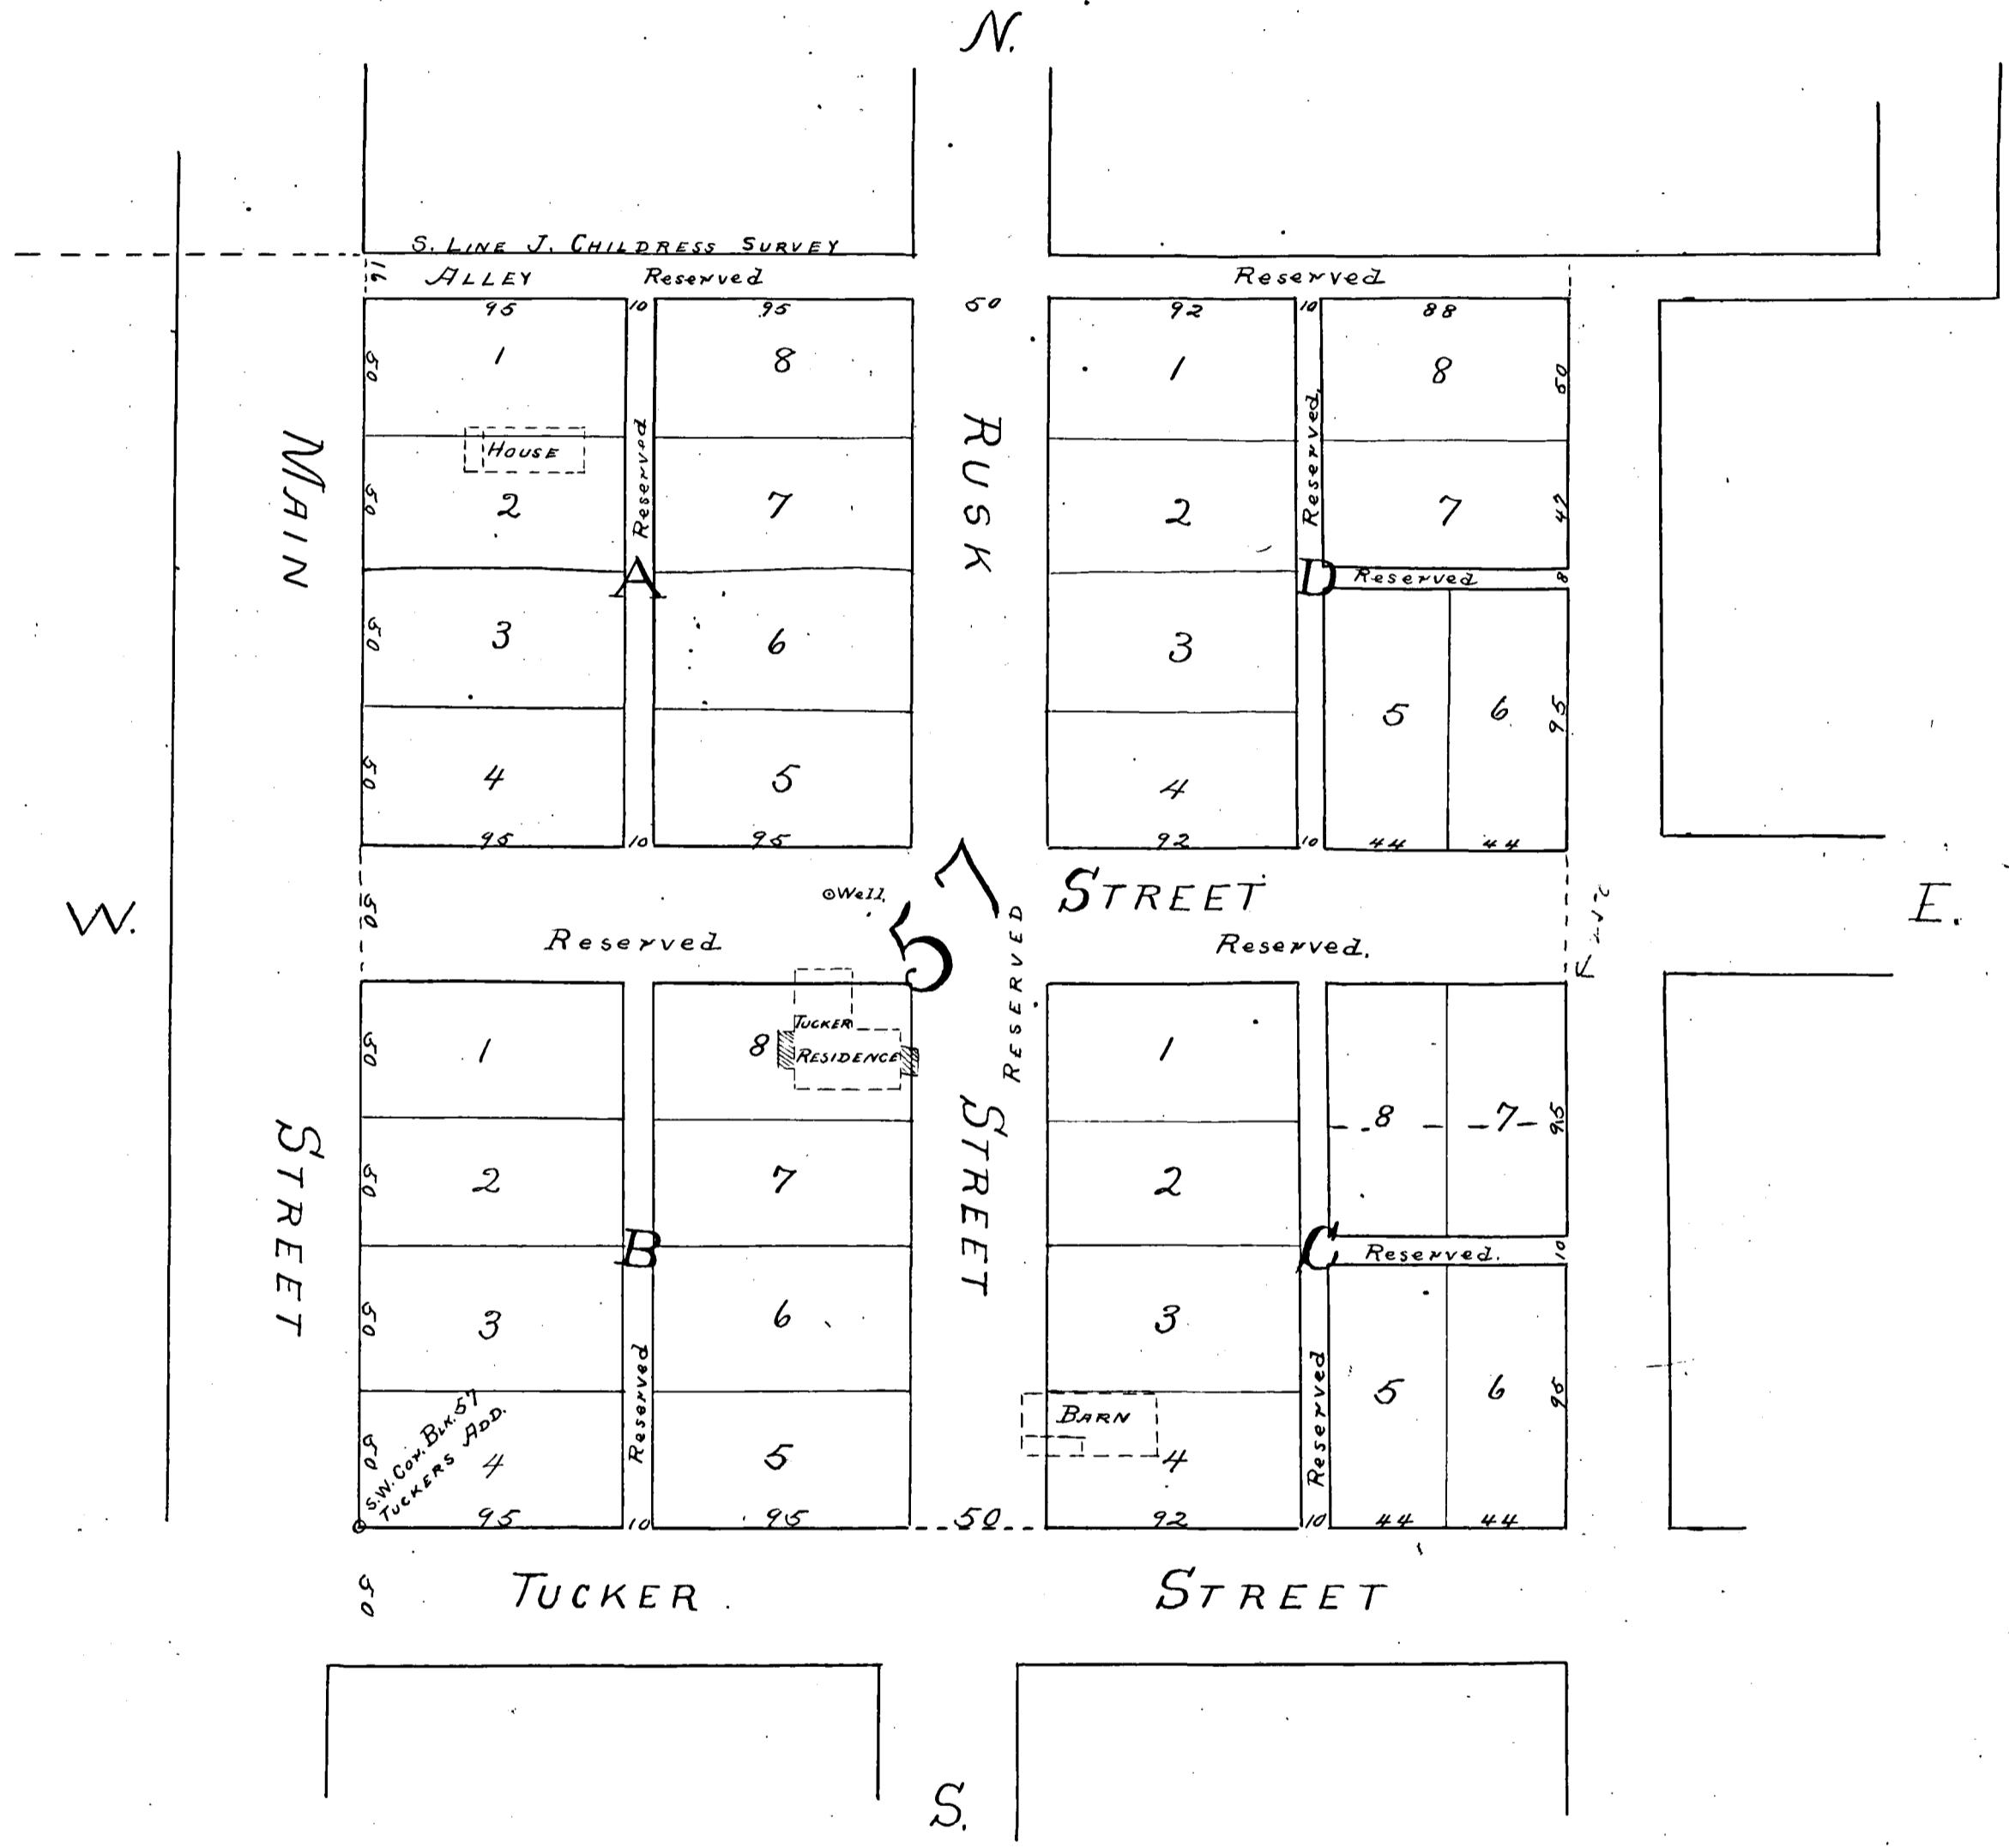 N.
S. LINE J. CHILDRESS SURVEY
16
ALLEY Reserved
Reserved
95 10 95
50
92 10 88
1
8
1
8
50
50
HOUSE
Reserved
Reserved
MAIN
RUSK
2
7
2
7
50
47
A
D
Reserved
8
3
6
3
50
5
6
95
4
5
4
50
95 10 95
92 10 44 44
57
Well
STREET
50
W.
E.
Reserved
RESERVED
Reserved.
1
8
TUCKER
RESIDENCE
1
50
8
7
95
STREET
STREET
2
7
2
50
B
C
Reserved.
10
3
6
3
50
Reserved
Reserved
5
6
95
S.W. COR. BLK. 57
TUCKERS ADD.
4
5
BARN
4
50
95 10 95
50
92 10 44 44
50
TUCKER
STREET
S.